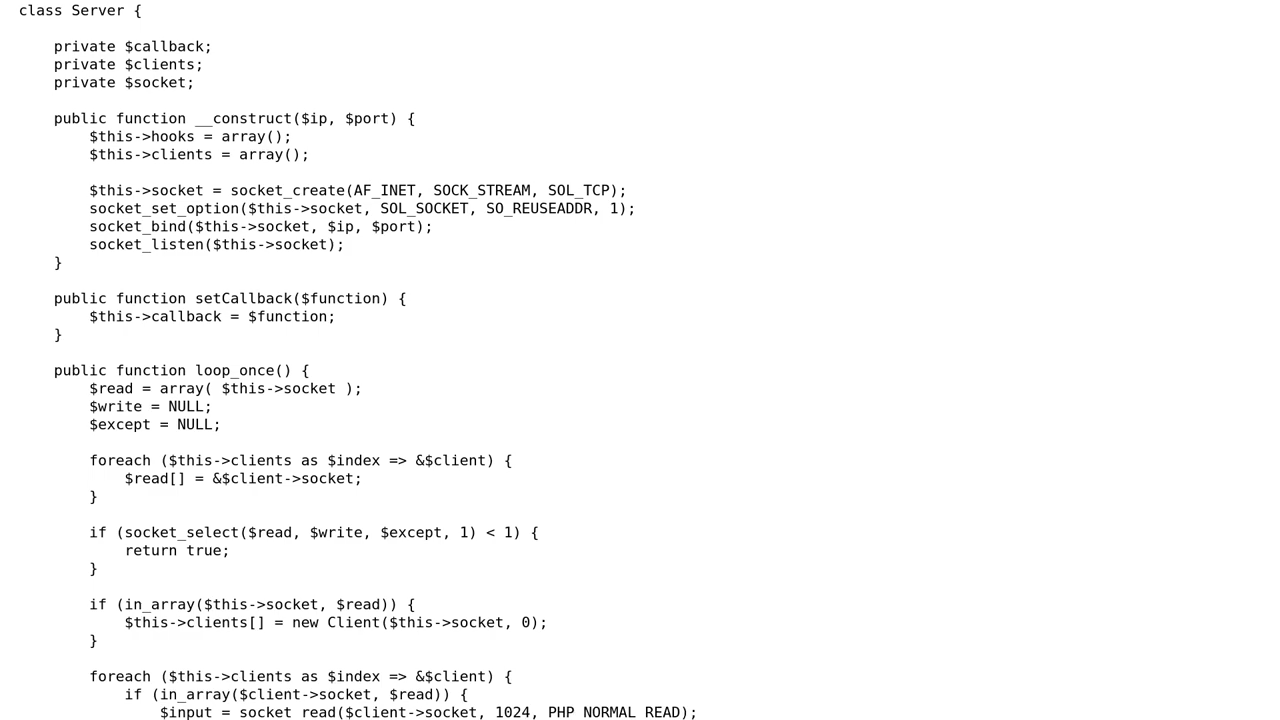 class Server {
private $callback;
private $clients;
private $socket;
public function __construct($ip, $port) {
$this->hooks = array();
$this->clients = array();
$this->socket = socket_create(AF_INET, SOCK_STREAM, SOL_TCP);
socket_set_option($this->socket, SOL_SOCKET, SO_REUSEADDR, 1);
socket_bind($this->socket, $ip, $port);
socket_listen($this->socket);
}
public function setCallback($function) {
$this->callback = $function;
}
public function loop_once() {
$read = array( $this->socket );
$write = NULL;
$except = NULL;
foreach ($this->clients as $index => &$client) {
$read[] = &$client->socket;
}
if (socket_select($read, $write, $except, 1) < 1) {
return true;
}
if (in_array($this->socket, $read)) {
$this->clients[] = new Client($this->socket, 0);
}
foreach ($this->clients as $index => &$client) {
if (in_array($client->socket, $read)) {
$input = socket_read($client->socket, 1024, PHP_NORMAL_READ);